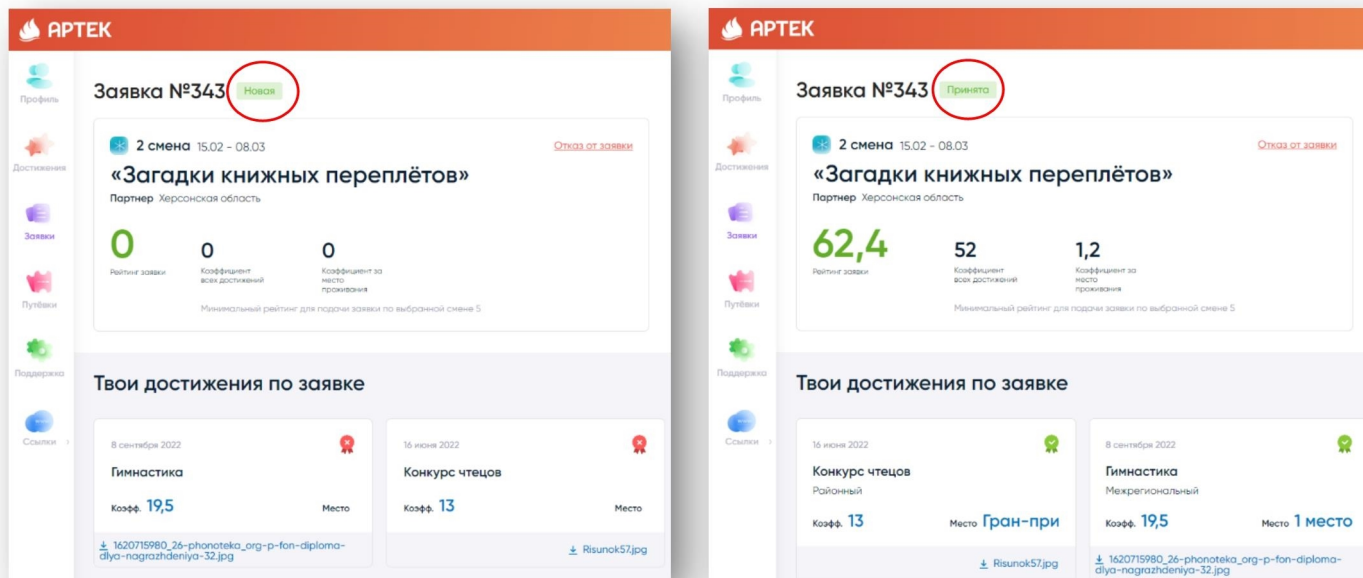 АРТЕК
Профиль
Достижения
Заявки
Путёвки
Поддержка
Ссылки
Заявка №343 Новая
2 смена 15.02 - 08.03 Отказ от заявки
«Загадки книжных переплётов»
Партнер Херсонская область
0 0 0
Рейтинг заявки Коэффициент Коэффициент за
всех достижений место
проживания
Минимальный рейтинг для подачи заявки по выбранной смене 5
Твои достижения по заявке
8 сентября 2022
Гимнастика
Коэфф. 19,5 Место
1620715980_26-phonoteka_org-p-fon-diploma-
dlya-nagrazhdeniya-32.jpg
16 июня 2022
Конкурс чтецов
Коэфф. 13 Место
Risunok57.jpg
АРТЕК
Профиль
Достижения
Заявки
Путёвки
Поддержка
Ссылки
Заявка №343 Принята
2 смена 15.02 - 08.03 Отказ от заявки
«Загадки книжных переплётов»
Партнер Херсонская область
62,4 52 1,2
Рейтинг заявки Коэффициент Коэффициент за
всех достижений место
проживания
Минимальный рейтинг для подачи заявки по выбранной смене 5
Твои достижения по заявке
16 июня 2022
Конкурс чтецов
Районный
Коэфф. 13 Место Гран-при
Risunok57.jpg
8 сентября 2022
Гимнастика
Межрегиональный
Коэфф. 19,5 Место 1 место
1620715980_26-phonoteka_org-p-fon-diploma-
dlya-nagrazhdeniya-32.jpg